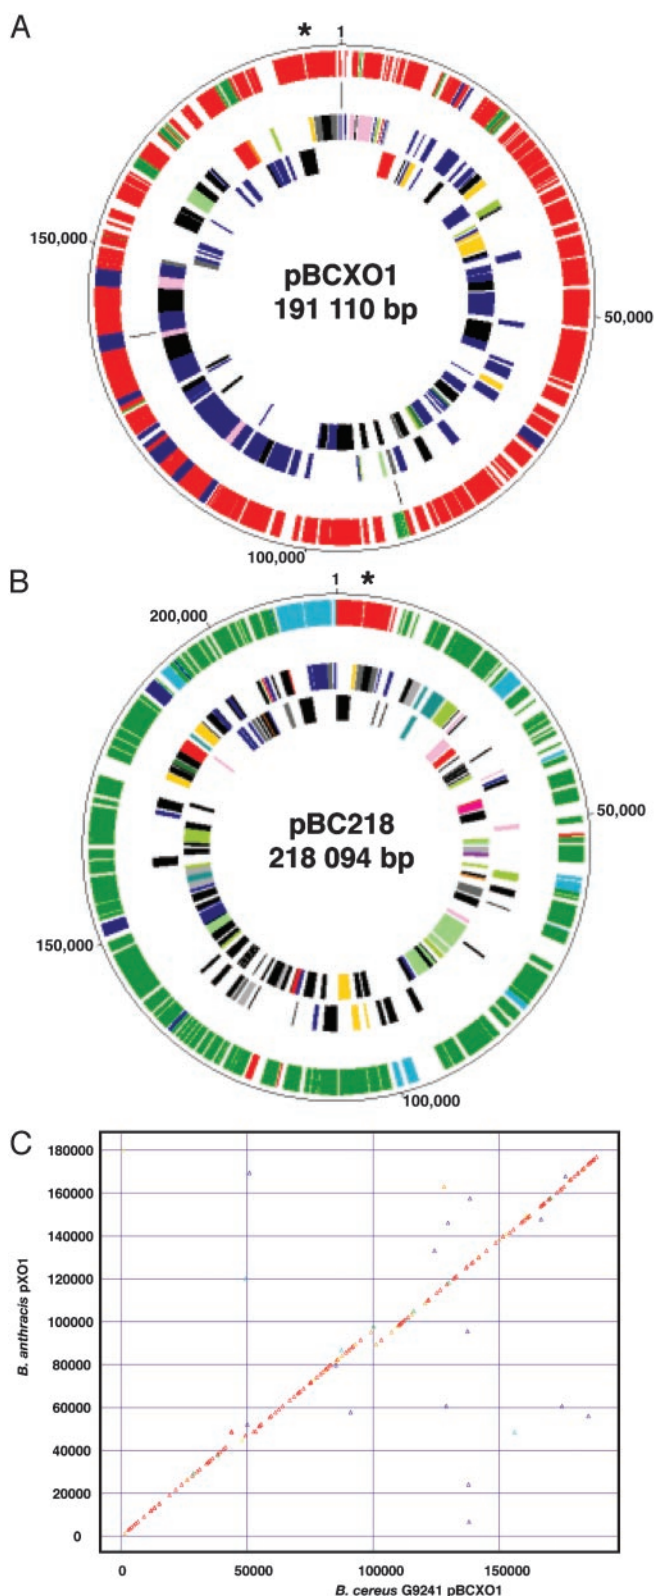 A
*
1
pBCXO1
191 110 bp
50,000
100,000
150,000
B
1
*
pBC218
218 094 bp
50,000
100,000
150,000
200,000
C
180000
160000
140000
120000
100000
80000
60000
40000
20000
0
B. anthracis pXO1
0
50000
100000
150000
B. cereus G9241 pBCXO1